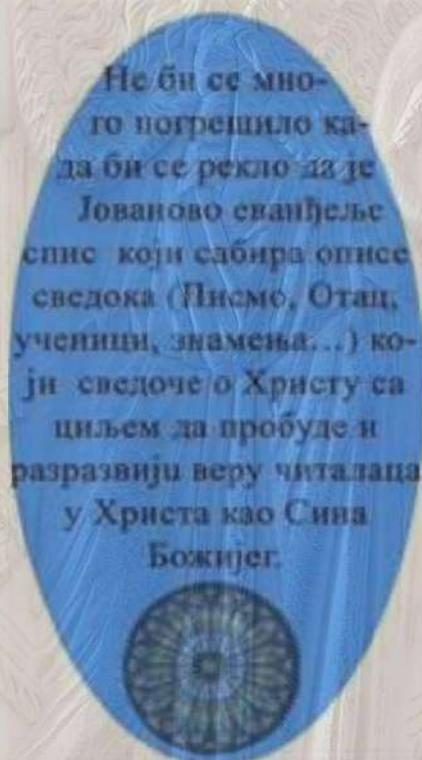 Не би се мно-
го погрешило ка-
да би се рекло да је
Јованово еванђеље
спис који сабира описе
сведока (Писмо, Отац,
ученици, знамења...) ко-
ји сведоче о Христу са
циљем да пробуде и
разразвију веру читалаца
у Христа као Сина
Божијег.